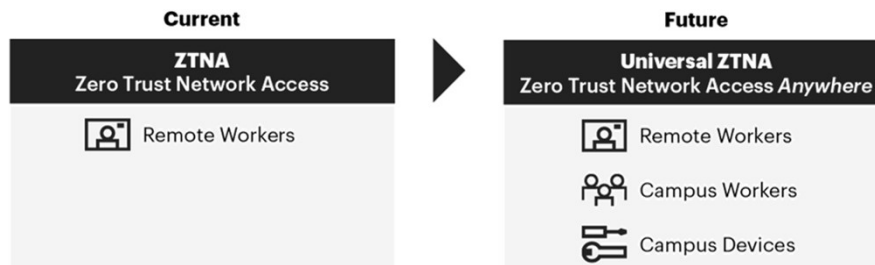 Current
ZTNA
Zero Trust Network Access
Remote Workers
Future
Universal ZTNA
Zero Trust Network Access Anywhere
Remote Workers
Campus Workers
Campus Devices